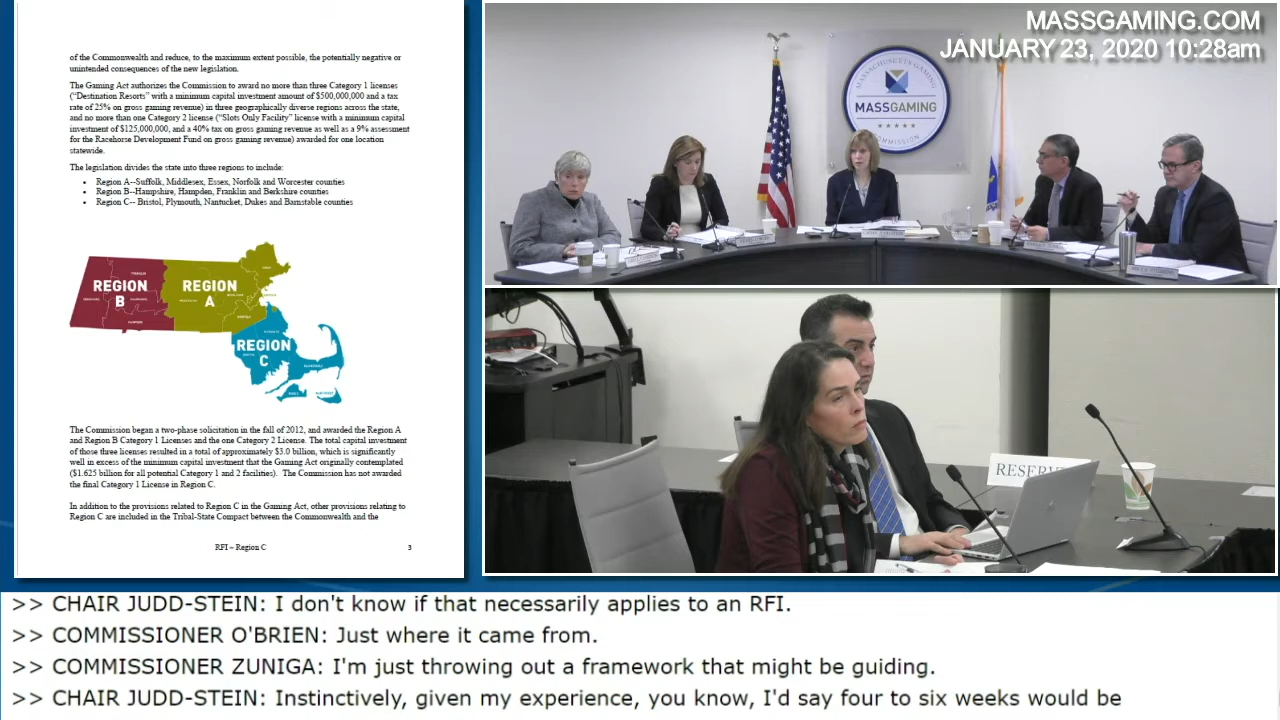 of the Commonwealth and reduce, to the maximum extent possible, the potentially negative or
unintended consequences of the new legislation.
The Gaming Act authorizes the Commission to award no more than three Category 1 licenses
("Destination Resorts" with a minimum capital investment amount of $500,000,000 and a tax
rate of 25% on gross gaming revenue) in three geographically diverse regions across the state,
and no more than one Category 2 license ("Slots Only Facility" license with a minimum capital
investment of $125,000,000, and a 40% tax on gross gaming revenue as well as a 9% assessment
for the Racehorse Development Fund on gross gaming revenue) awarded for one location
statewide.
The legislation divides the state into three regions to include:
• Region A--Suffolk, Middlesex, Essex, Norfolk and Worcester counties
• Region B--Hampshire, Hampden, Franklin and Berkshire counties
• Region C-- Bristol, Plymouth, Nantucket, Dukes and Barnstable counties
REGION
B
REGION
A
REGION
C
The Commission began a two-phase solicitation in the fall of 2012, and awarded the Region A
and Region B Category 1 Licenses and the one Category 2 License. The total capital investment
of those three licenses resulted in a total of approximately $3.0 billion, which is significantly
well in excess of the minimum capital investment that the Gaming Act originally contemplated
($1.625 billion for all potential Category 1 and 2 facilities). The Commission has not awarded
the final Category 1 License in Region C.
In addition to the provisions related to Region C in the Gaming Act, other provisions relating to
Region C are included in the Tribal-State Compact between the Commonwealth and the
RFI – Region C 3
MASSGAMING.COM
JANUARY 23, 2020 10:28am
MASSACHUSETTS GAMING
MASSGAMING
COMMISSION
RESERVE
>> CHAIR JUDD-STEIN: I don't know if that necessarily applies to an RFI.
>> COMMISSIONER O'BRIEN: Just where it came from.
>> COMMISSIONER ZUNIGA: I'm just throwing out a framework that might be guiding.
>> CHAIR JUDD-STEIN: Instinctively, given my experience, you know, I'd say four to six weeks would be